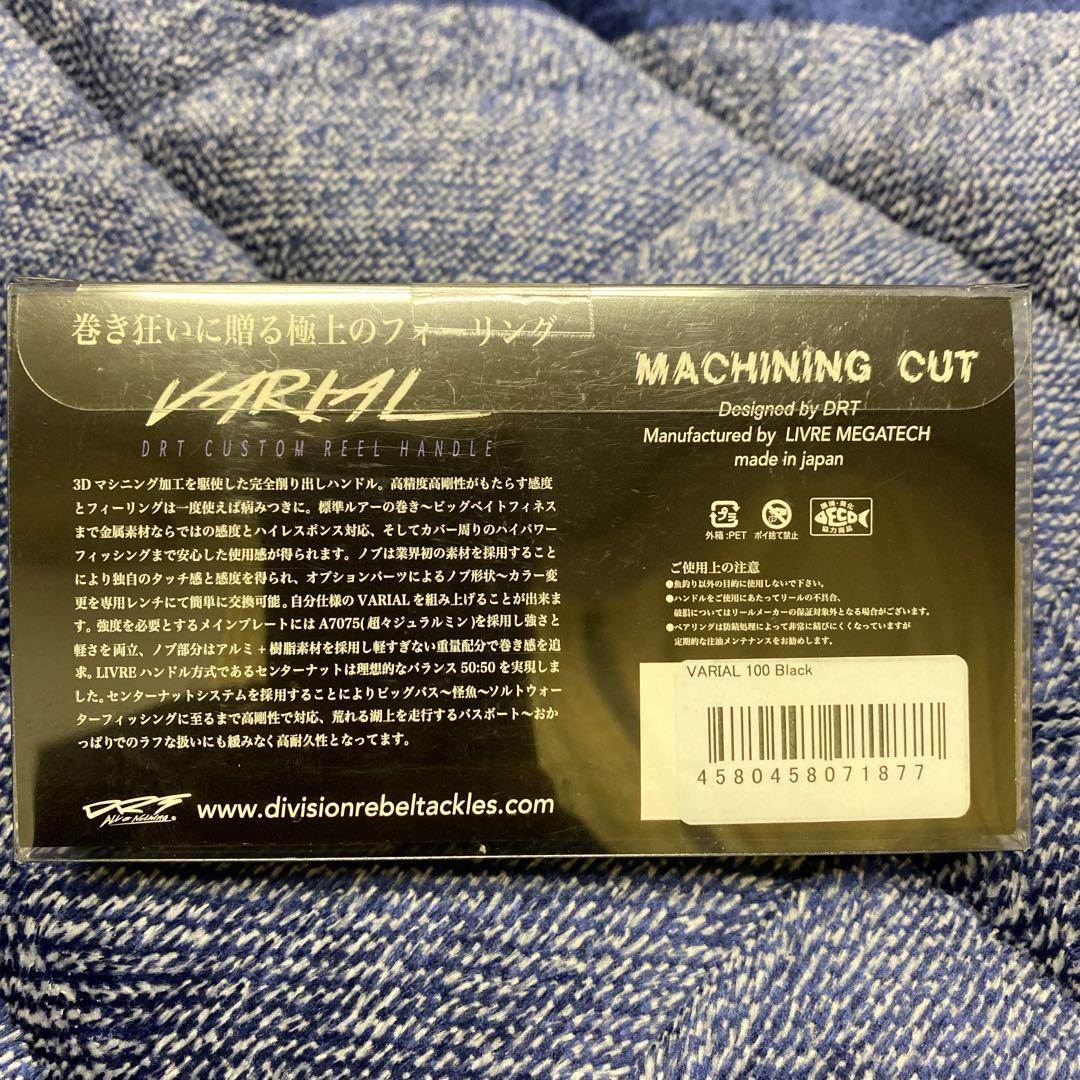 巻き狂いに贈る極上のフォーリング
VARIAL
DRT CUSTOM REEL HANDLE
3Dマシニング加工を駆使した完全削り出しハンドル。高精度高剛性がもたらす感度
とフィーリングは一度使えば病みつきに。標準ルアーの巻き～ビッグベイトフィネス
まで金属素材ならではの感度とハイレスポンス対応、そしてカバー周りのハイパワー
フィッシングまで安心した使用感が得られます。ノブは業界初の素材を採用すること
により独自のタッチ感と感度を得られ、オプションパーツによるノブ形状～カラー変
更を専用レンチにて簡単に交換可能。自分仕様のVARIALを組み上げることが出来ま
す。強度を必要とするメインプレートにはA7075(超々ジュラルミン)を採用し強さと
軽さを両立、ノブ部分はアルミ+樹脂素材を採用し軽すぎない重量配分で巻き感を追
求。LIVREハンドル方式であるセンターナットは理想的なバランス50:50を実現しま
した。センターナットシステムを採用することによりビッグバス～怪魚～ソルトウォー
ターフィッシングに至るまで高剛性で対応、荒れる湖上を走行するバスボート～おか
っぱりでのラフな扱いにも緩みなく高耐久性となってます。
DRT
ALL or NOTHING.
www.divisionrebeltackles.com
MACHINING CUT
Designed by DRT
Manufactured by LIVRE MEGATECH
made in japan
プラ
外箱:PET
ポイ捨て禁止
環境・美化
ECO
協力商品
ご使用上の注意
●魚釣り以外の目的に使用しないで下さい。
●ハンドルをご使用にあたってリールの不具合、
破損についてはリールメーカーの保証対象外となる場合がございます。
●ベアリングは防錆処理によって非常に錆びにくくなっていますが
定期的な注油メンテナンスをお勧めします。
VARIAL 100 Black
4580458071877